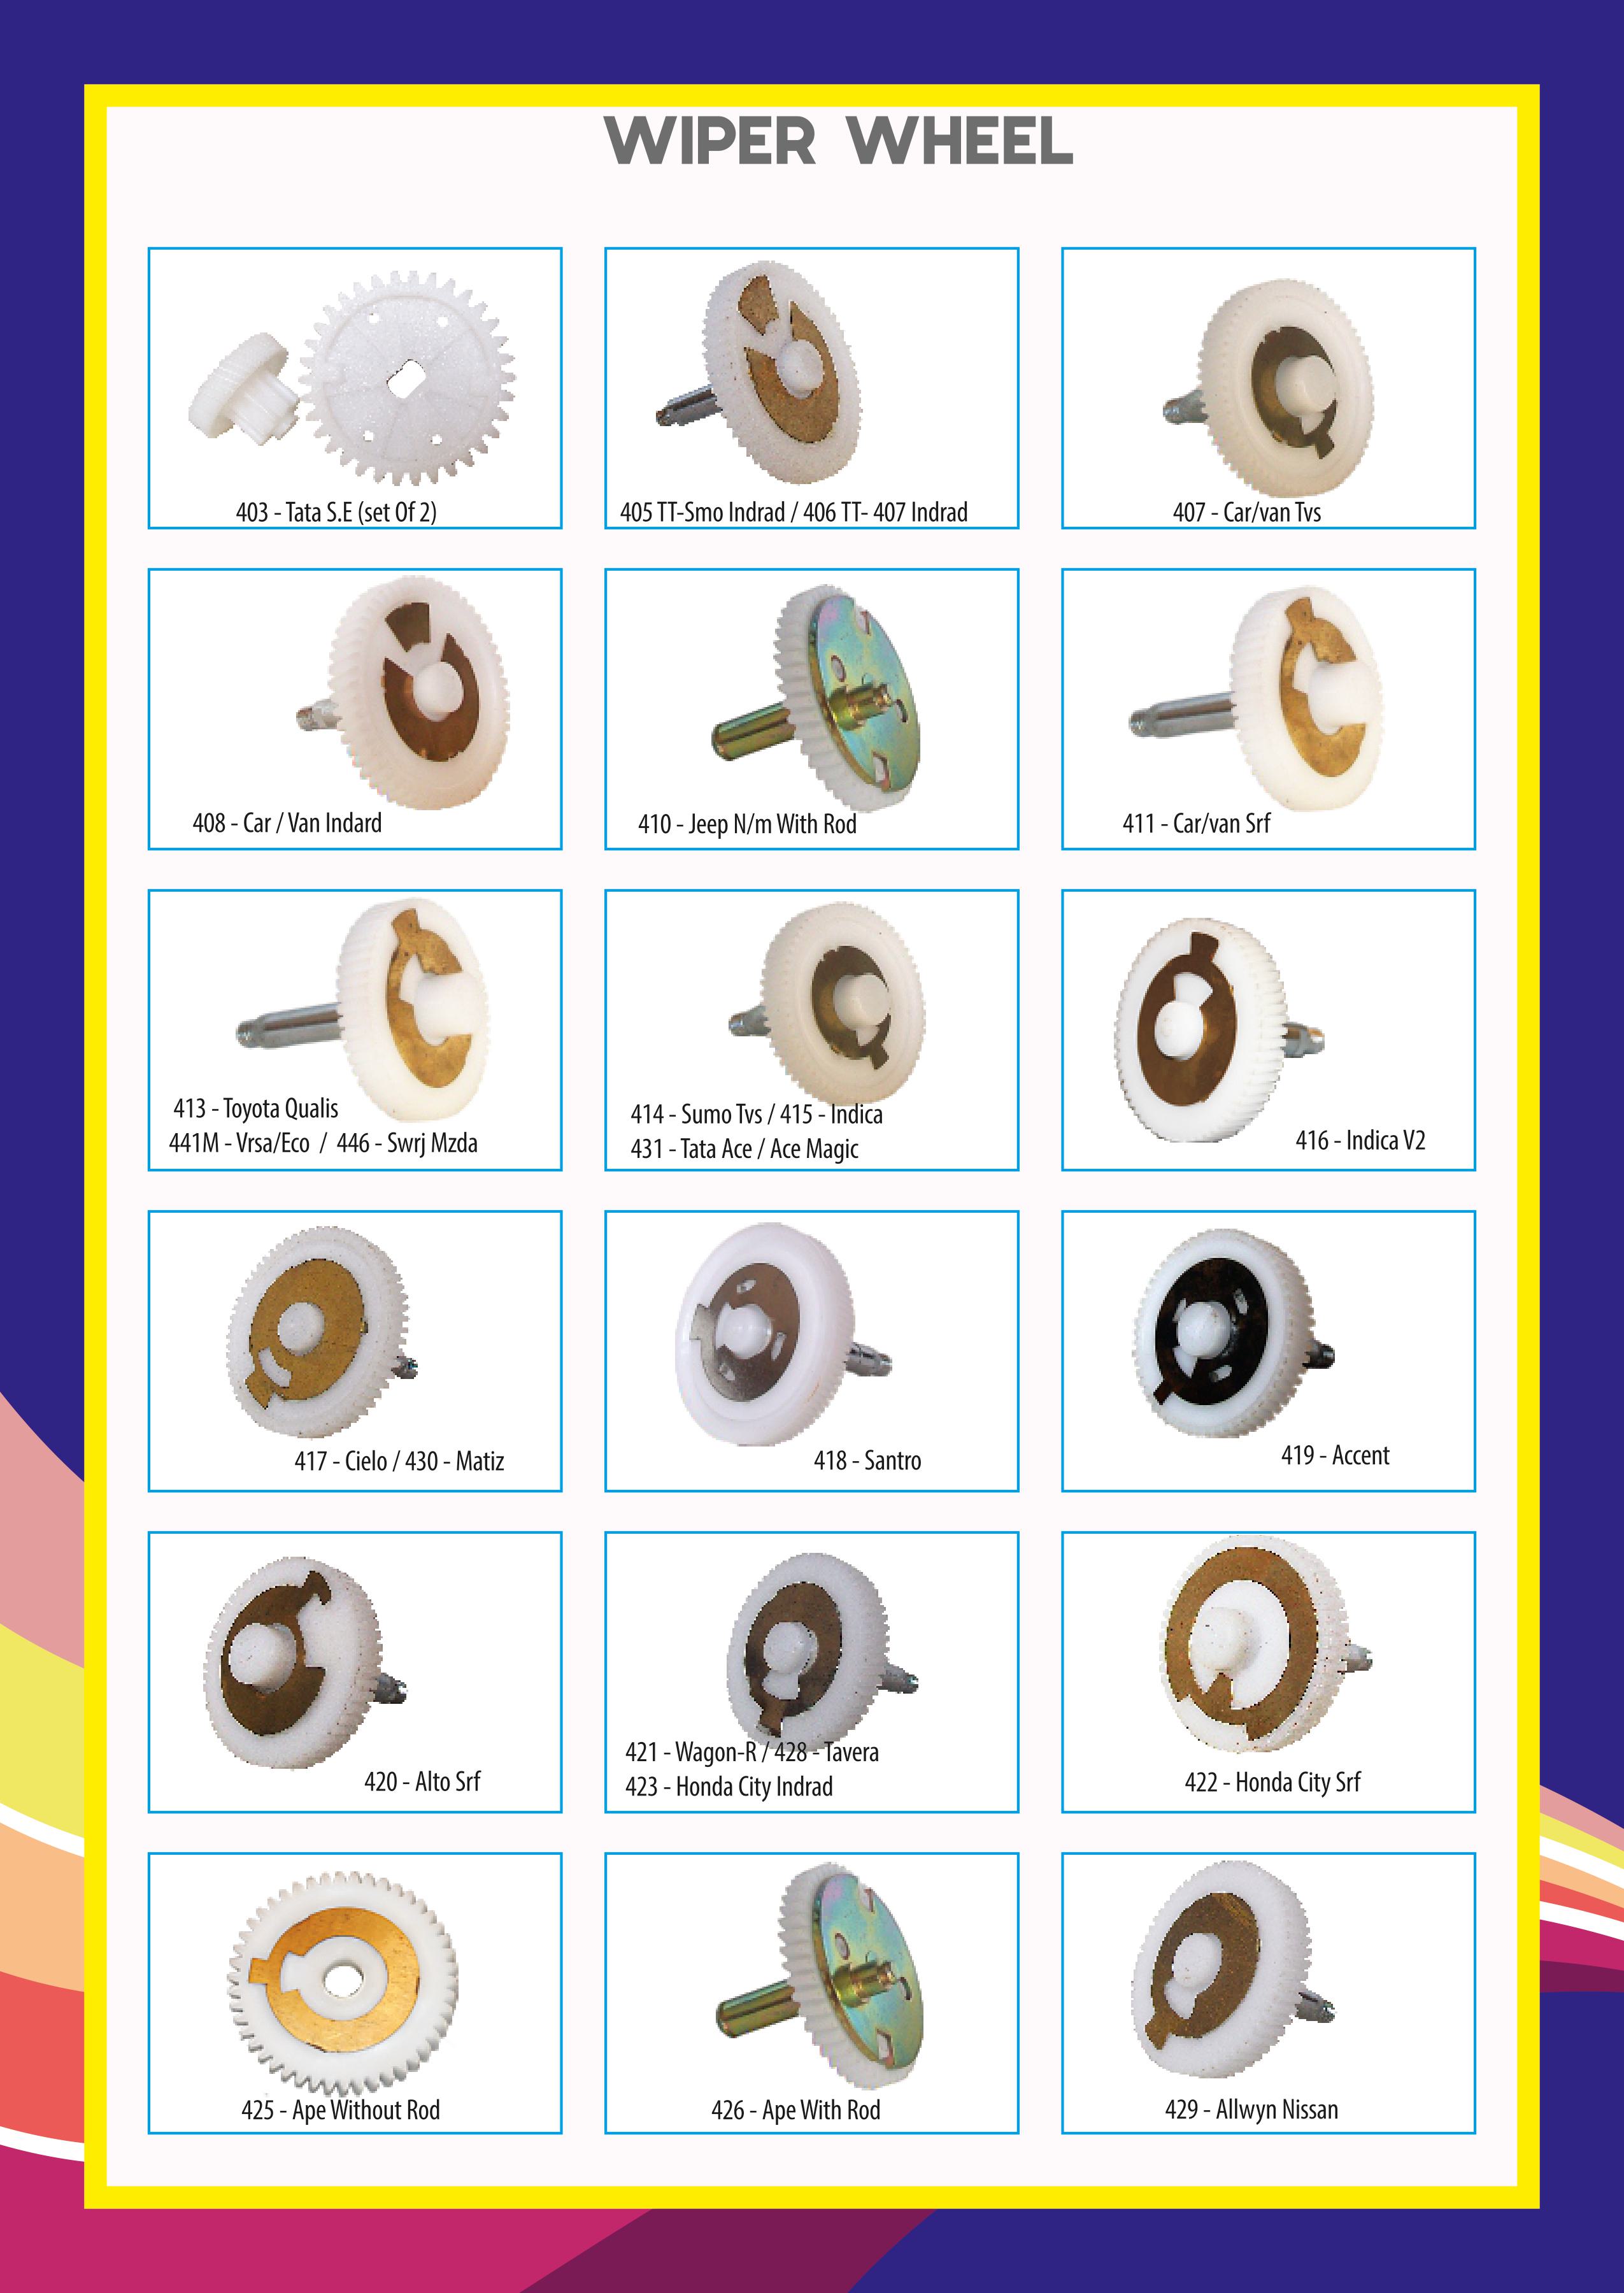 WIPER WHEEL
403 - Tata S.E (set Of 2)
405 TT-Smo Indrad / 406 TT- 407 Indrad
407 - Car/van Tvs
408 - Car / Van Indard
410 - Jeep N/m With Rod
411 - Car/van Srf
413 - Toyota Qualis
441M - Vrsa/Eco / 446 - Swrj Mzda
414 - Sumo Tvs / 415 - Indica
431 - Tata Ace / Ace Magic
416 - Indica V2
417 - Cielo / 430 - Matiz
418 - Santro
419 - Accent
420 - Alto Srf
421 - Wagon-R / 428 - Tavera
423 - Honda City Indrad
422 - Honda City Srf
425 - Ape Without Rod
426 - Ape With Rod
429 - Allwyn Nissan